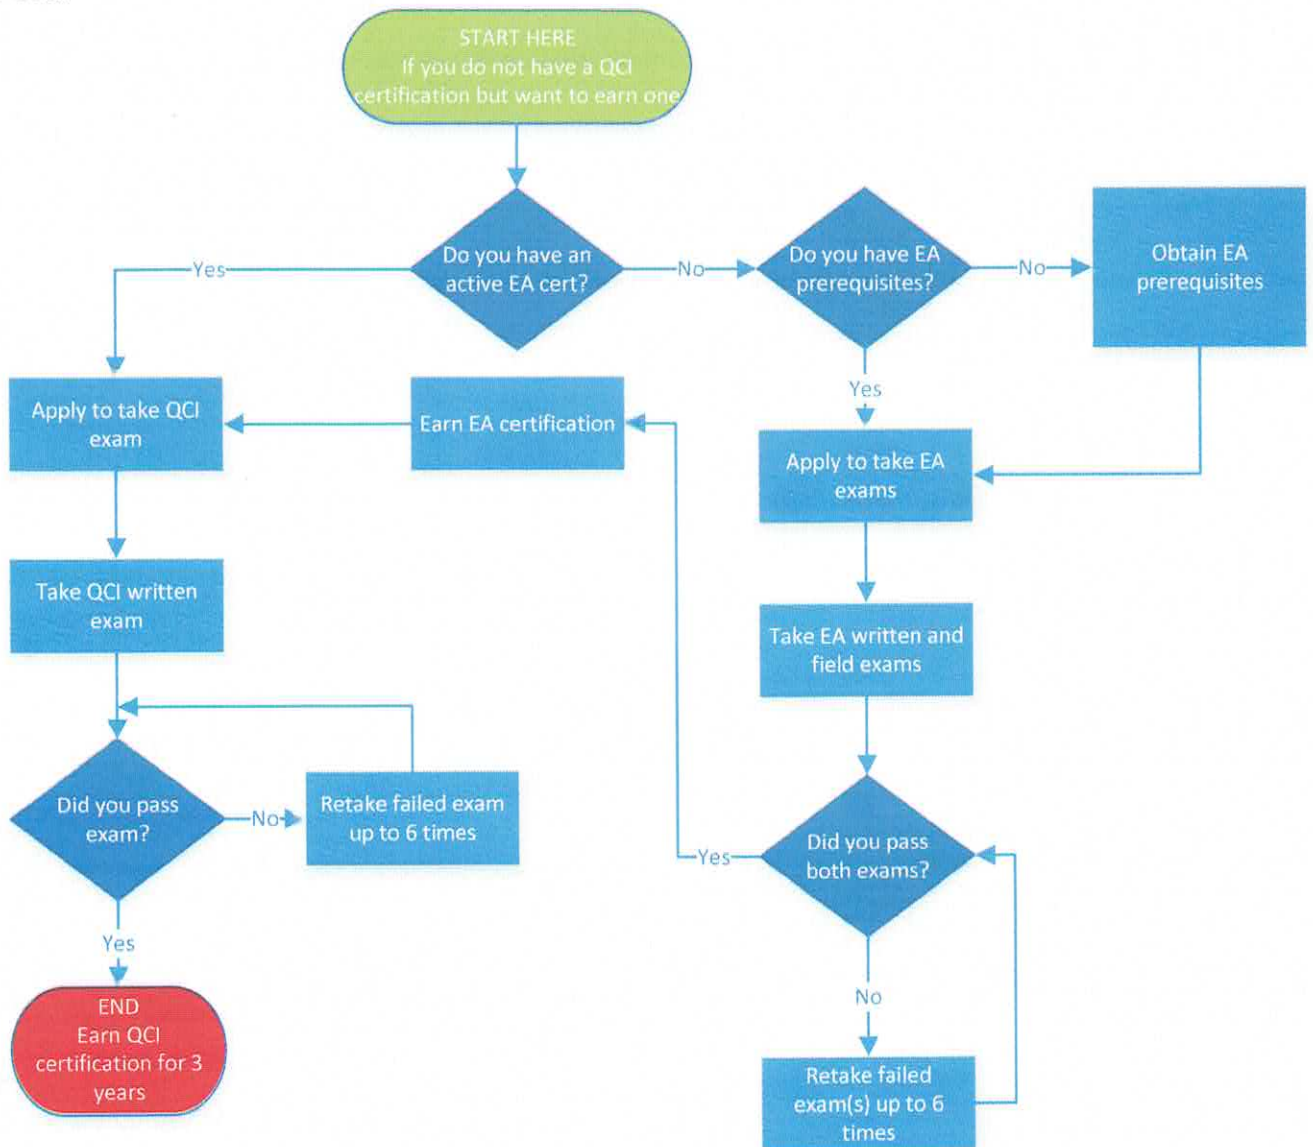 START HERE
If you do not have a QCI
certification but want to earn one
Do you have an
active EA cert?
Yes
No
Do you have EA
prerequisites?
No
Obtain EA
prerequisites
Yes
Apply to take QCI
exam
Earn EA certification
Apply to take EA
exams
Take QCI written
exam
Take EA written and
field exams
Did you pass
exam?
No
Retake failed exam
up to 6 times
Did you pass
both exams?
Yes
Yes
No
END
Earn QCI
certification for 3
years
Retake failed
exam(s) up to 6
times